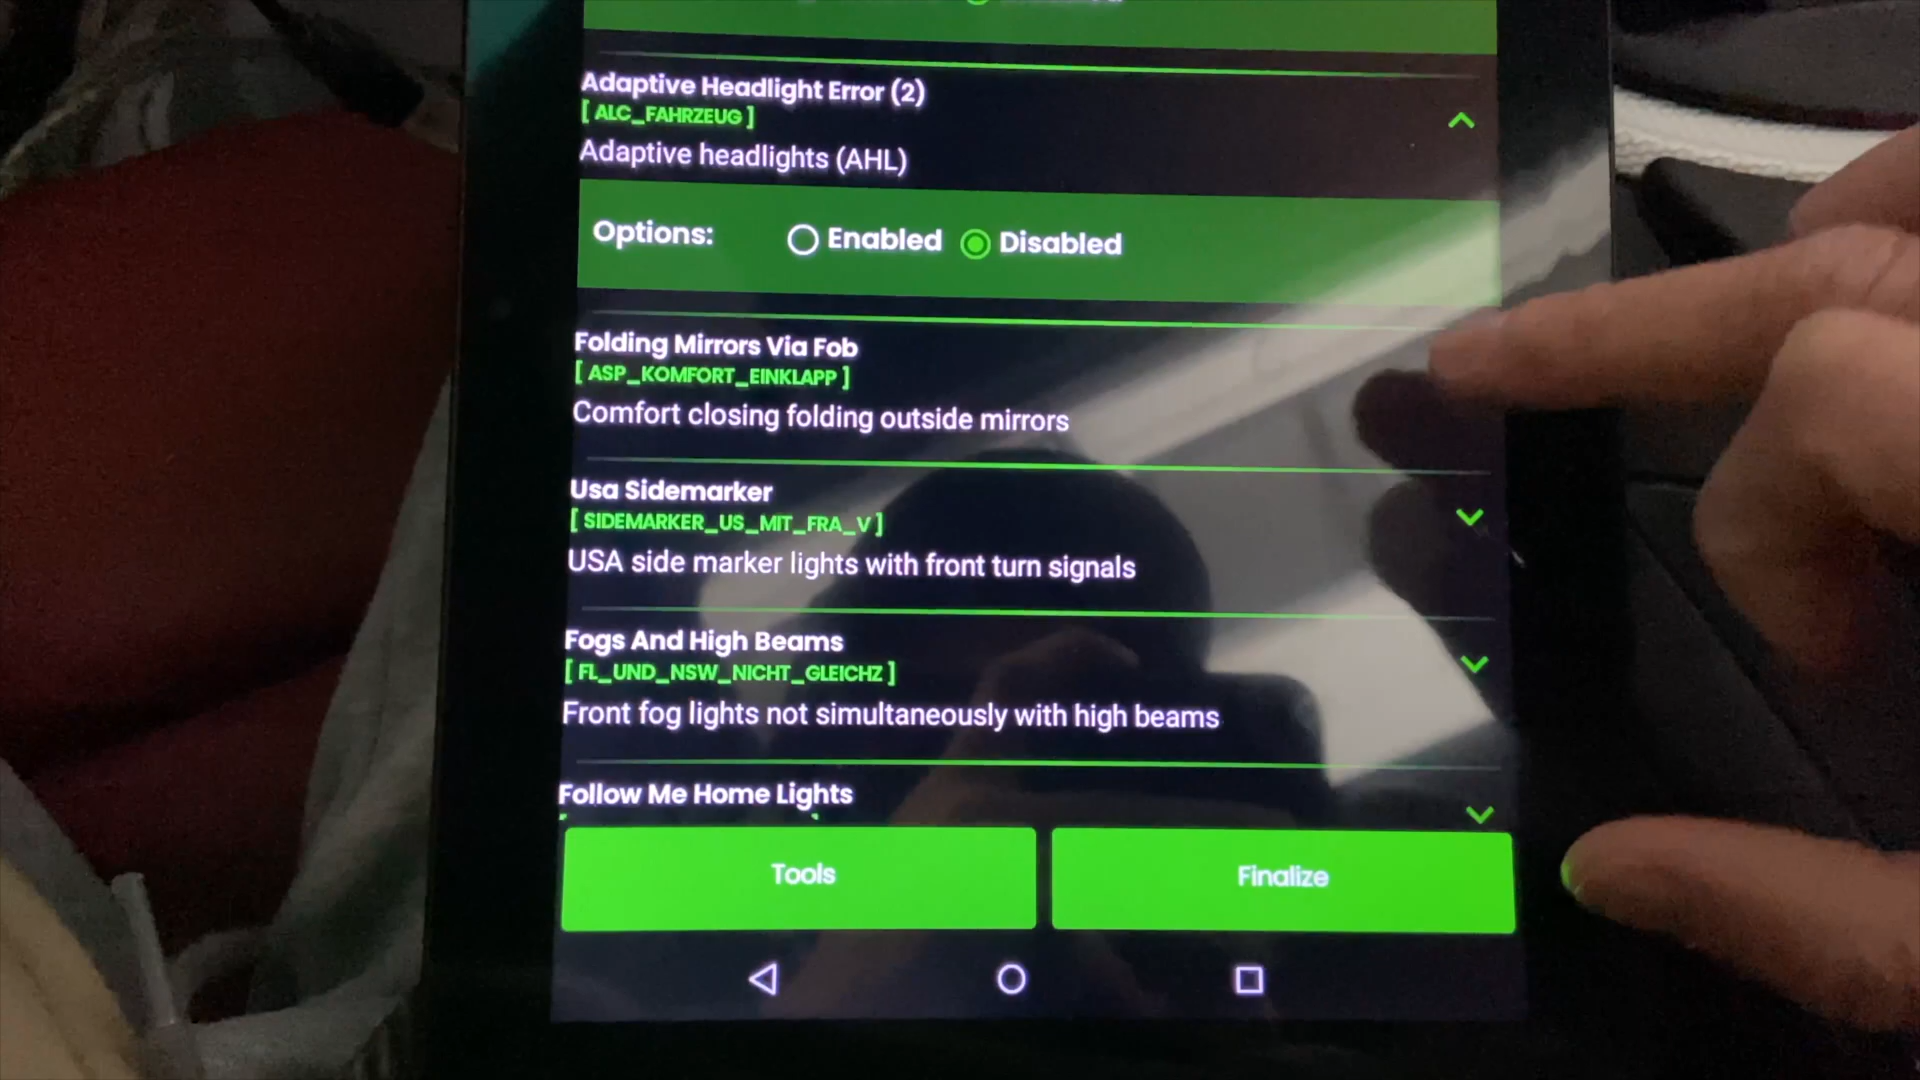 Adaptive Headlight Error (2)
[ ALC_FAHRZEUG ]
Adaptive headlights (AHL)
Options: Enabled Disabled
Folding Mirrors Via Fob
[ ASP_KOMFORT_EINKLAPP ]
Comfort closing folding outside mirrors
Usa Sidemarker
[ SIDEMARKER_US_MIT_FRA_V ]
USA side marker lights with front turn signals
Fogs And High Beams
[ FL_UND_NSW_NICHT_GLEICHZ ]
Front fog lights not simultaneously with high beams
Follow Me Home Lights
Tools
Finalize